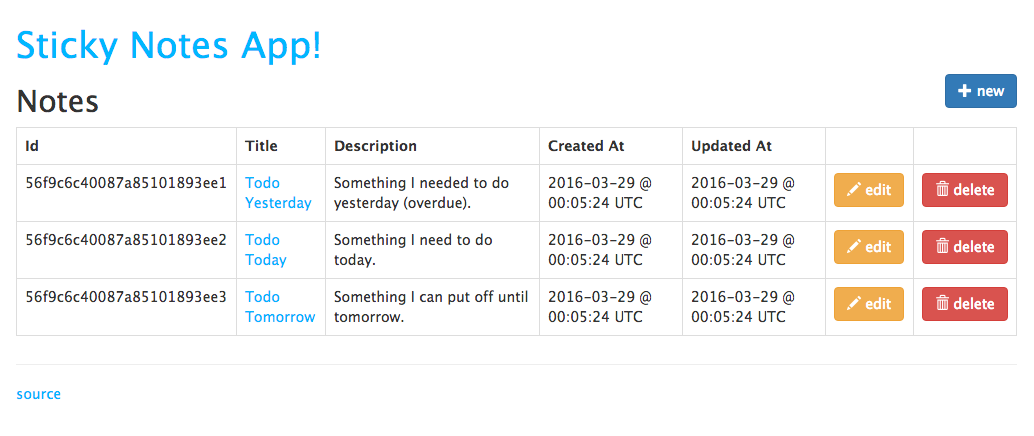 Sticky Notes App!
new
Notes
Id Title Description Created At Updated At
56f9c6c40087a85101893ee1 Todo Something I needed to do 2016-03-29 @ 2016-03-29 @ edit delete
Yesterday yesterday (overdue). 00:05:24 UTC 00:05:24 UTC
56f9c6c40087a85101893ee2 Todo Something I need to do 2016-03-29 @ 2016-03-29 @ edit delete
Today today. 00:05:24 UTC 00:05:24 UTC
56f9c6c40087a85101893ee3 Todo Something I can put off until 2016-03-29 @ 2016-03-29 @ edit delete
Tomorrow tomorrow. 00:05:24 UTC 00:05:24 UTC
source